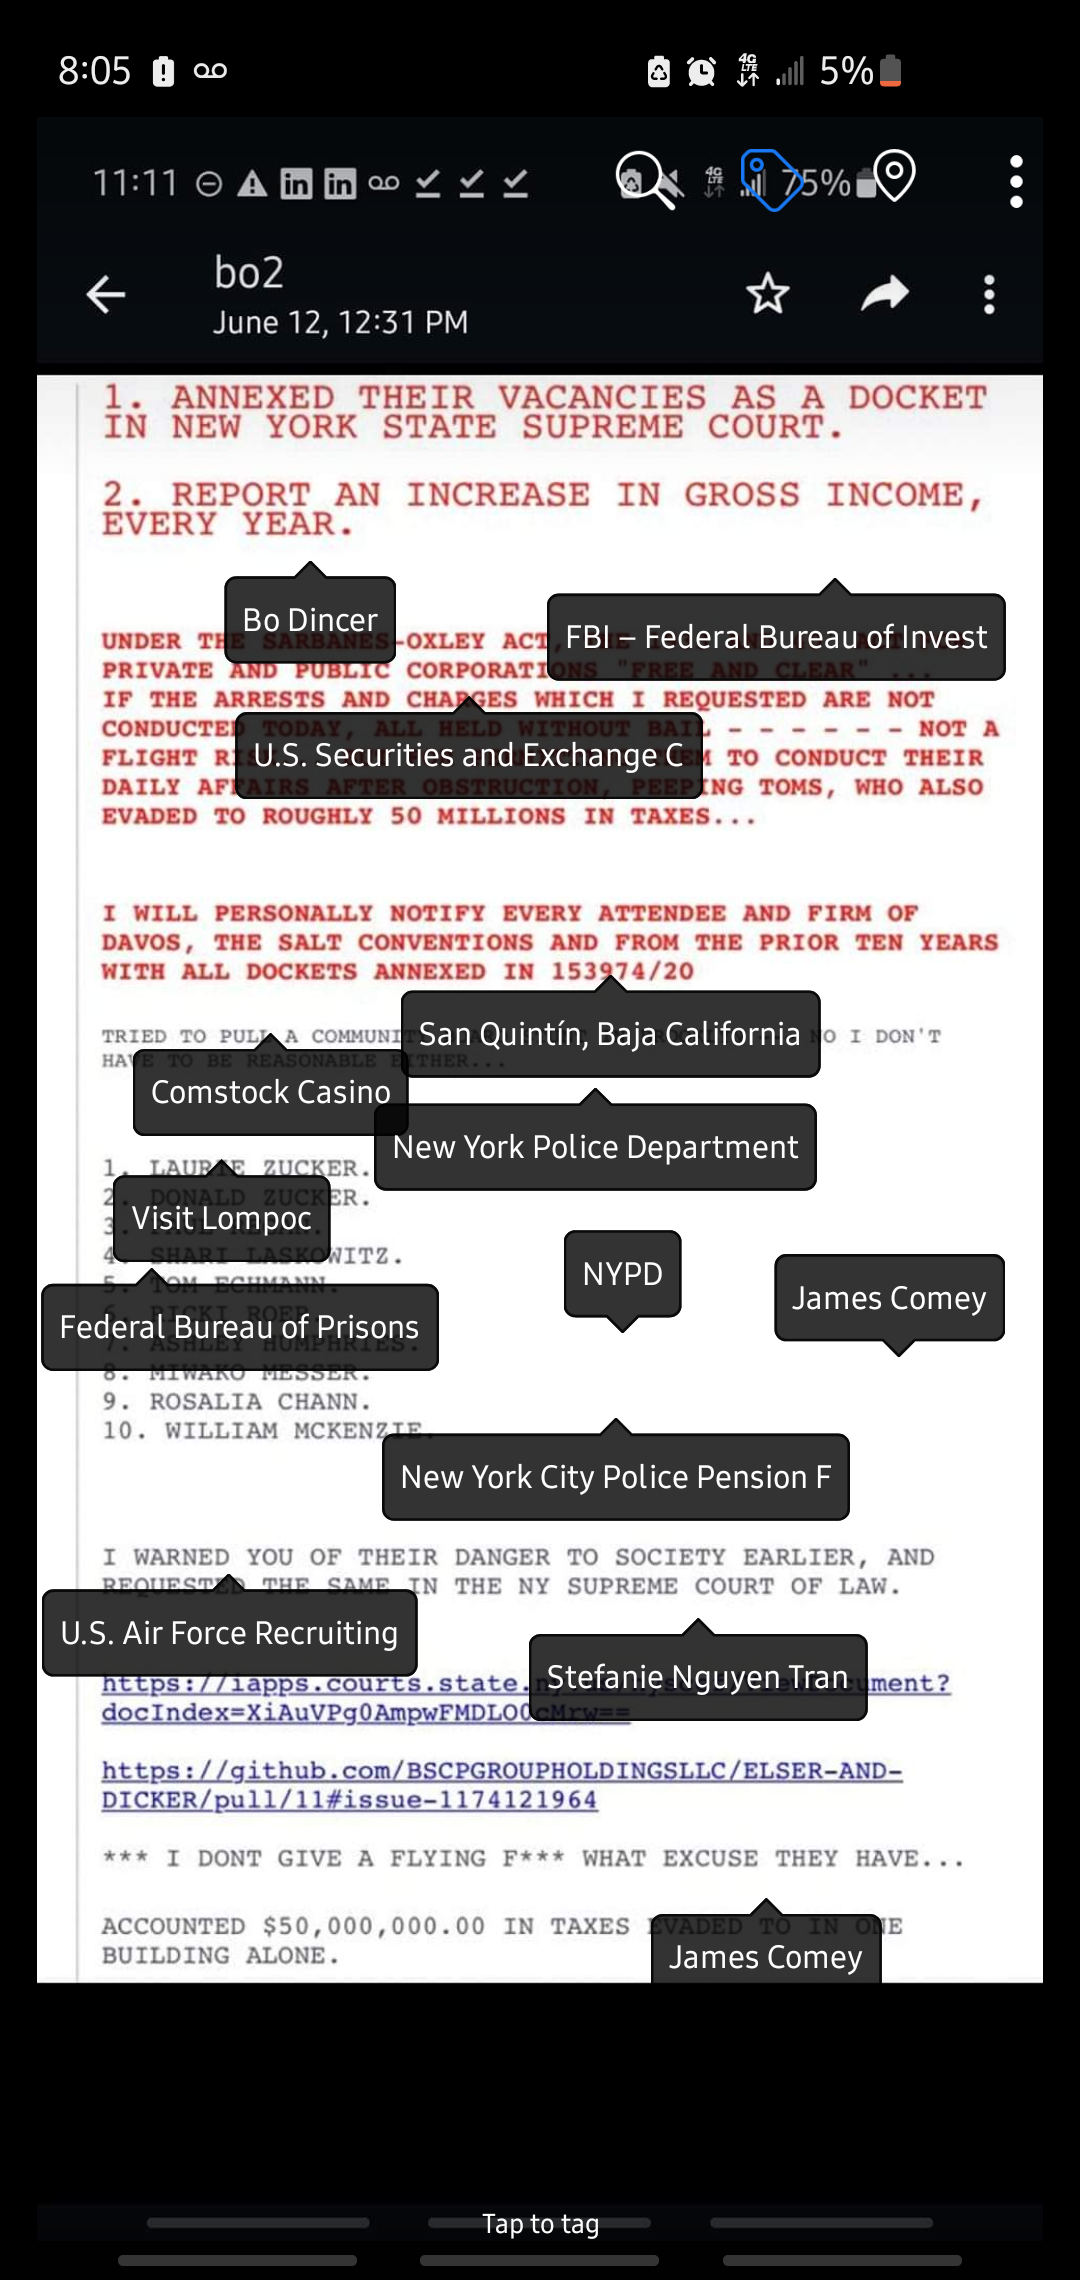 8:05 5%
11:11 75%
bo2
June 12, 12:31 PM
1. ANNEXED THEIR VACANCIES AS A DOCKET
IN NEW YORK STATE SUPREME COURT.
2. REPORT AN INCREASE IN GROSS INCOME,
EVERY YEAR.
Bo Dincer
FBI – Federal Bureau of Invest
UNDER THE SARBANES-OXLEY ACT,
PRIVATE AND PUBLIC CORPORATIONS "FREE AND CLEAR" ...
IF THE ARRESTS AND CHARGES WHICH I REQUESTED ARE NOT
CONDUCTED TODAY, ALL HELD WITHOUT BAIL - - - - - - NOT A
U.S. Securities and Exchange C
FLIGHT TO CONDUCT THEIR
DAILY AFFAIRS AFTER OBSTRUCTION, PEEPING TOMS, WHO ALSO
EVADED TO ROUGHLY 50 MILLIONS IN TAXES...
I WILL PERSONALLY NOTIFY EVERY ATTENDEE AND FIRM OF
DAVOS, THE SALT CONVENTIONS AND FROM THE PRIOR TEN YEARS
WITH ALL DOCKETS ANNEXED IN 153974/20
San Quintín, Baja California
TRIED TO PULL A NO I DON'T
HAVE TO BE REASONABLE EITHER...
Comstock Casino
New York Police Department
1. LAURIE ZUCKER.
2. DONALD ZUCKER.
Visit Lompoc
3.
4. SHARI LASKOWITZ.
5. TOM ECHMANN.
NYPD
James Comey
6. RICKI
Federal Bureau of Prisons
7. ASHLEY HUMPHRIES.
8. MIWAKO MESSER.
9. ROSALIA CHANN.
10. WILLIAM MCKENZIE.
New York City Police Pension F
I WARNED YOU OF THEIR DANGER TO SOCIETY EARLIER, AND
REQUESTED THE SAME IN THE NY SUPREME COURT OF LAW.
U.S. Air Force Recruiting
Stefanie Nguyen Tran
https://iapps.courts.state.
docIndex=XiAuVPg0AmpwFMDLO0cMrw==
https://github.com/BSCPGROUPHOLDINGSLLC/ELSER-AND-
DICKER/pull/11#issue-1174121964
*** I DONT GIVE A FLYING F*** WHAT EXCUSE THEY HAVE...
ACCOUNTED $50,000,000.00 IN TAXES EVADED TO IN ONE
BUILDING ALONE.
James Comey
Tap to tag